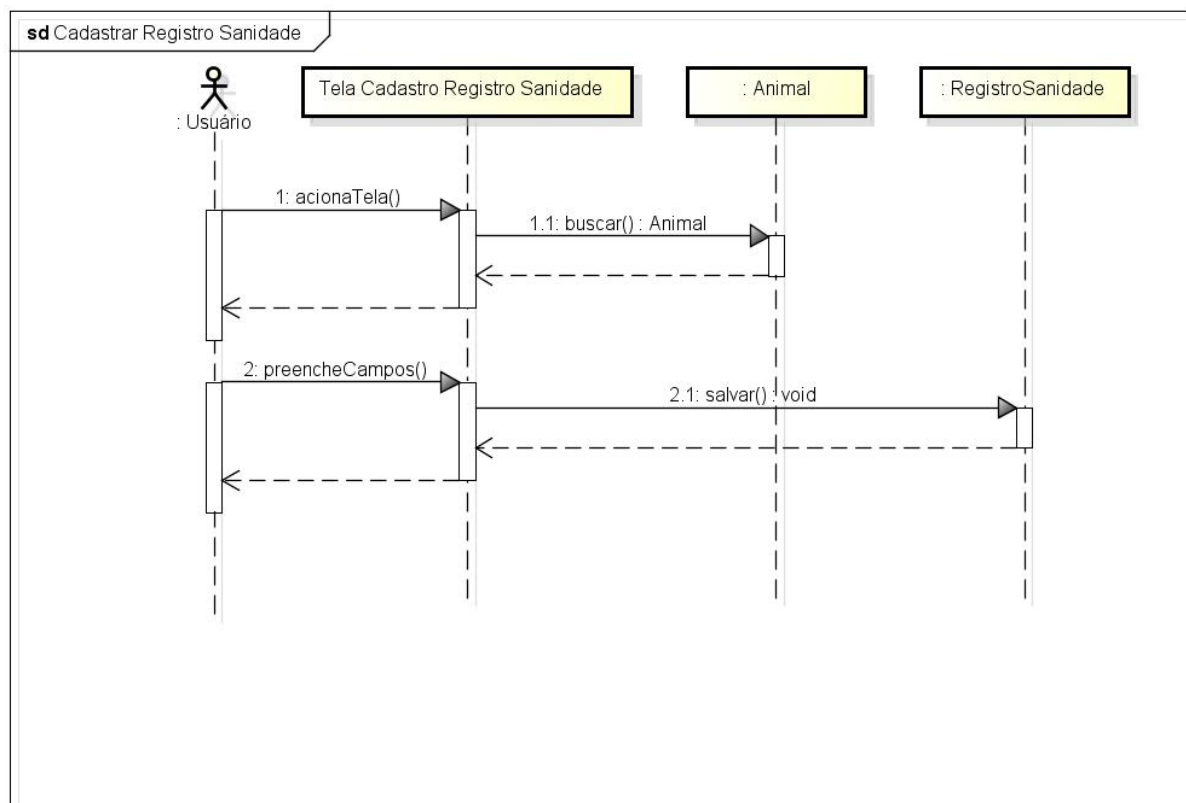 sd Cadastrar Registro Sanidade
: Usuário
Tela Cadastro Registro Sanidade
: Animal
: RegistroSanidade
1: acionaTela()
1.1: buscar() : Animal
2: preencheCampos()
2.1: salvar() : void